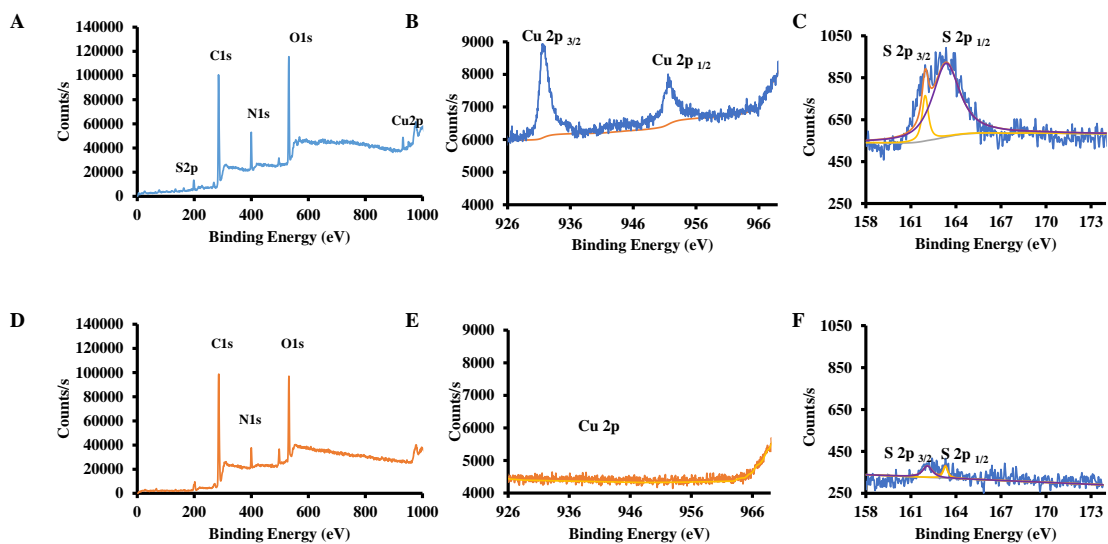 A
140000
120000
100000
80000
60000
40000
20000
0
Counts/s
C1s
O1s
N1s
S2p
Cu2p
0 200 400 600 800 1000
Binding Energy (eV)
B
9000
8000
7000
6000
5000
4000
Counts/s
Cu 2p 3/2
Cu 2p 1/2
926 936 946 956 966
Binding Energy (eV)
C
1050
850
650
450
250
Counts/s
S 2p 3/2
S 2p 1/2
158 161 164 167 170 173
Binding Energy (eV)
D
140000
120000
100000
80000
60000
40000
20000
0
Counts/s
C1s
O1s
N1s
0 200 400 600 800 1000
Binding Energy (eV)
E
9000
8000
7000
6000
5000
4000
Counts/s
Cu 2p
926 936 946 956 966
Binding Energy (eV)
F
1050
850
650
450
250
Counts/s
S 2p 3/2
S 2p 1/2
158 161 164 167 170 173
Binding Energy (eV)